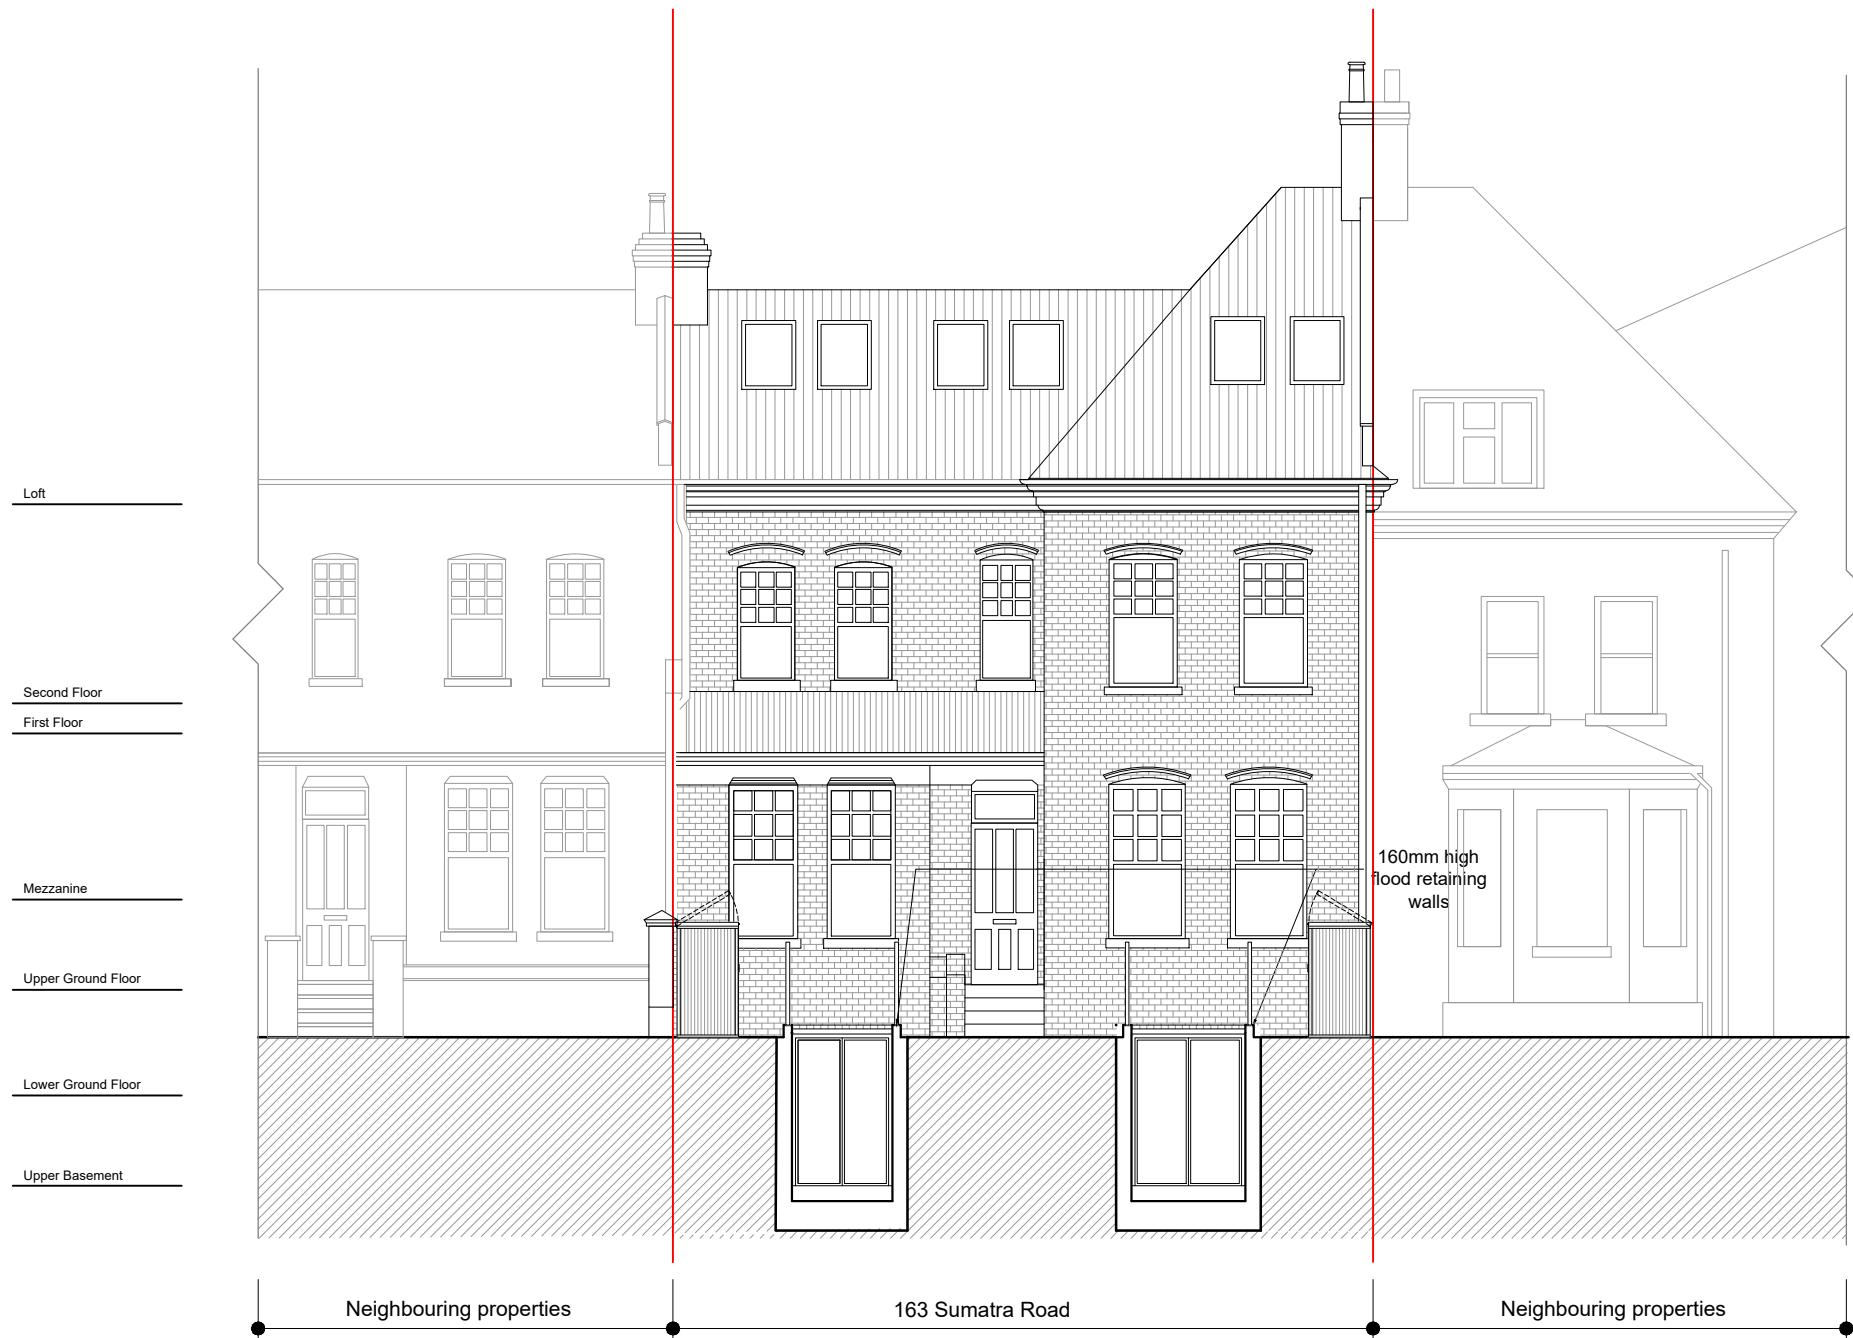 Loft
Second Floor
First Floor
Mezzanine
Upper Ground Floor
Lower Ground Floor
Upper Basement
160mm high
flood retaining
walls
Neighbouring properties
163 Sumatra Road
Neighbouring properties